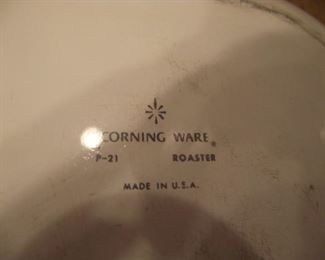 CORNING WARE®
P-21 ROASTER
MADE IN U.S.A.